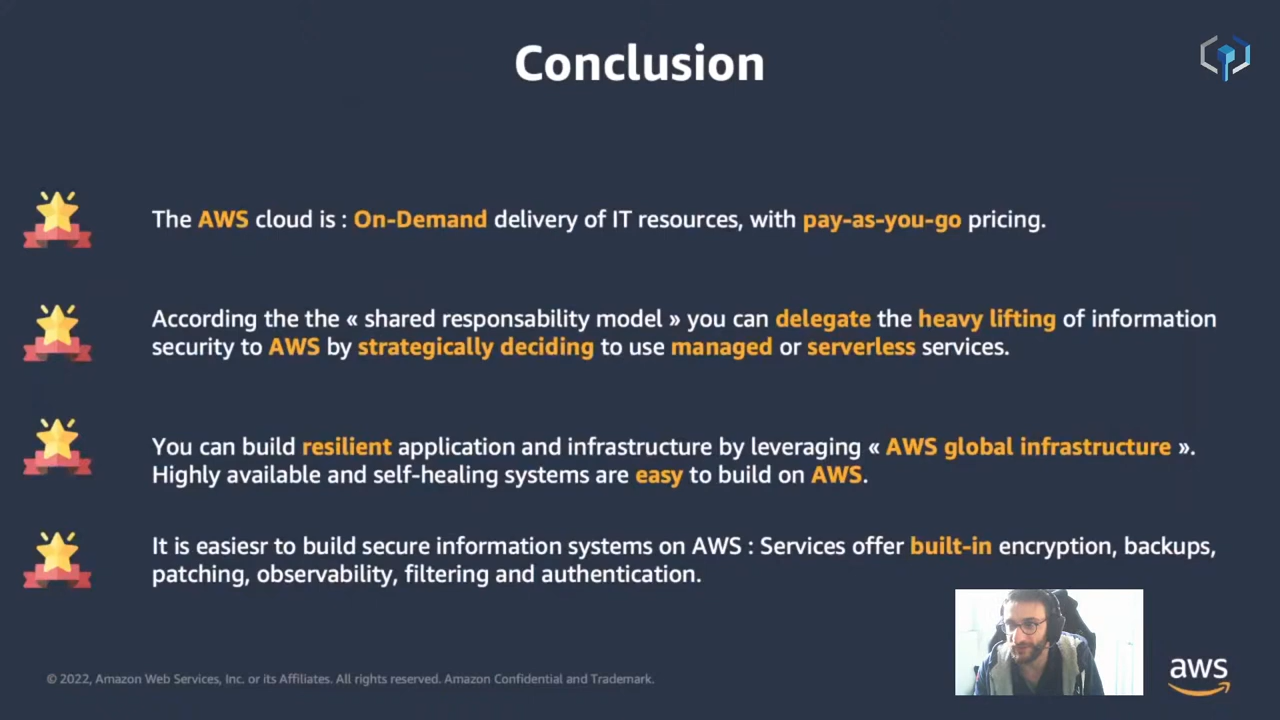 Conclusion
The AWS cloud is : On-Demand delivery of IT resources, with pay-as-you-go pricing.
According the the « shared responsability model » you can delegate the heavy lifting of information
security to AWS by strategically deciding to use managed or serverless services.
You can build resilient application and infrastructure by leveraging « AWS global infrastructure ».
Highly available and self-healing systems are easy to build on AWS.
It is easiesr to build secure information systems on AWS : Services offer built-in encryption, backups,
patching, observability, filtering and authentication.
© 2022, Amazon Web Services, Inc. or its Affiliates. All rights reserved. Amazon Confidential and Trademark.
aws